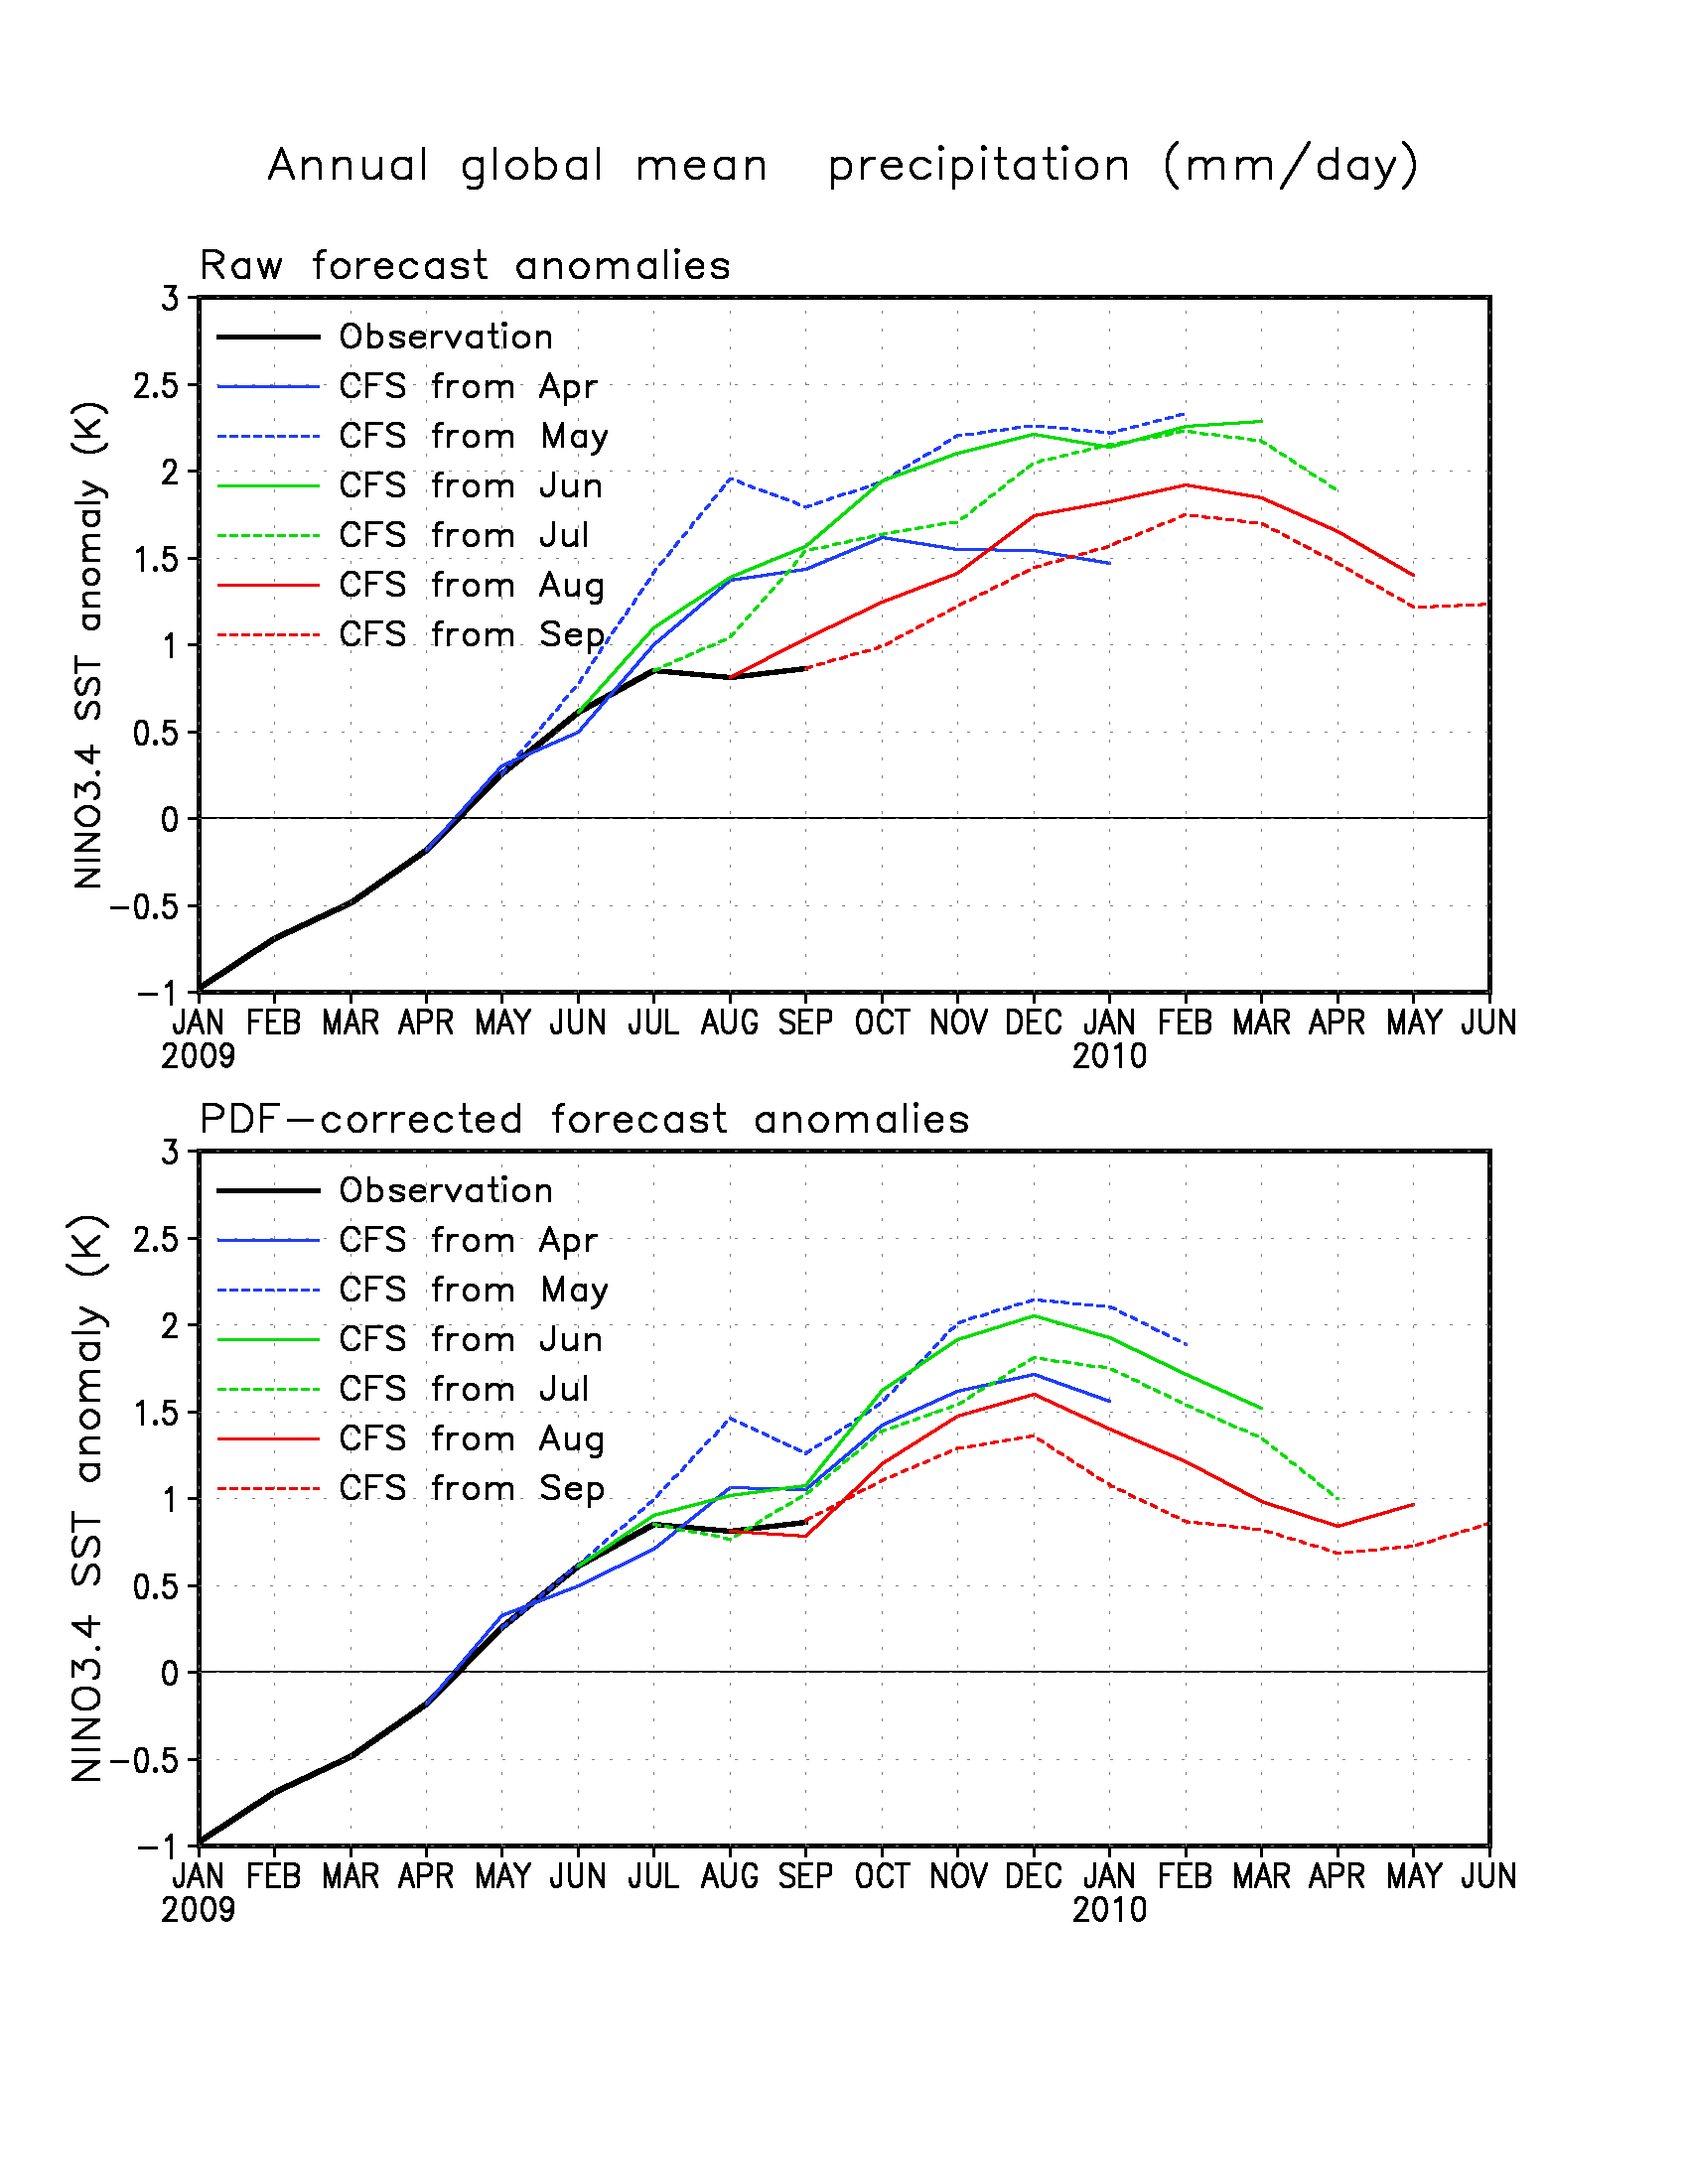 Annual global mean precipitation (mm/day)
Raw forecast anomalies
3
2.5
2
1.5
1
0.5
0
−0.5
−1
NINO3.4 SST anomaly (K)
Observation
CFS from Apr
CFS from May
CFS from Jun
CFS from Jul
CFS from Aug
CFS from Sep
JAN FEB MAR APR MAY JUN JUL AUG SEP OCT NOV DEC JAN FEB MAR APR MAY JUN
2009 2010
PDF−corrected forecast anomalies
3
2.5
2
1.5
1
0.5
0
−0.5
−1
NINO3.4 SST anomaly (K)
Observation
CFS from Apr
CFS from May
CFS from Jun
CFS from Jul
CFS from Aug
CFS from Sep
JAN FEB MAR APR MAY JUN JUL AUG SEP OCT NOV DEC JAN FEB MAR APR MAY JUN
2009 2010